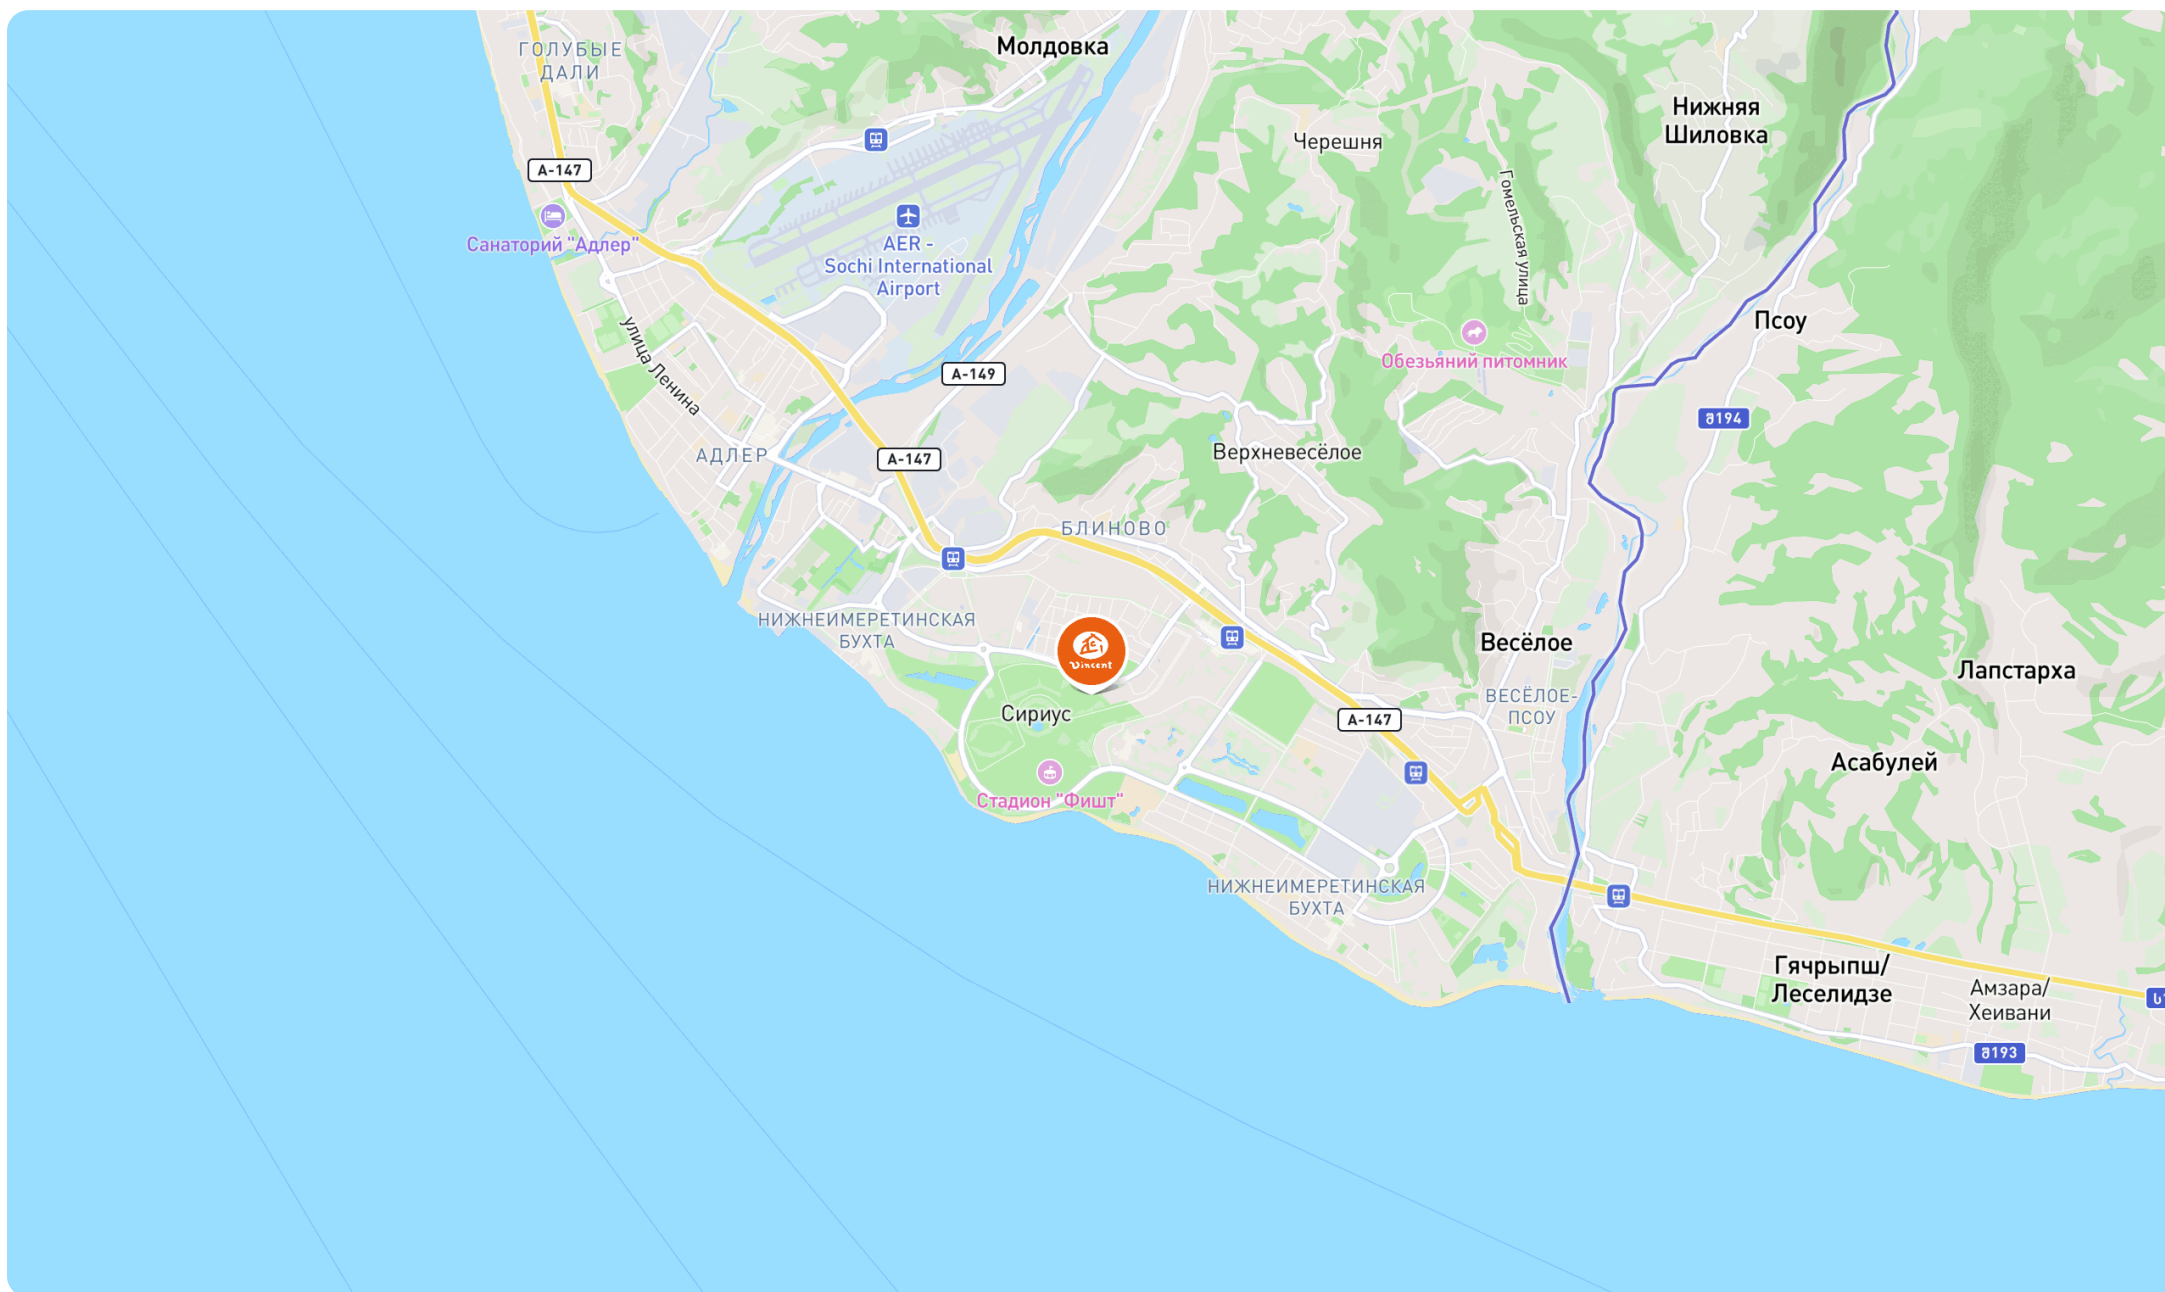 ГОЛУБЫЕ
ДАЛИ
Молдовка
Нижняя
Шиловка
Черешня
А-147
Гомельская улица
Санаторий "Адлер"
AER -
Sochi International
Airport
Псоу
улица Ленина
Обезьяний питомник
А-149
მ194
АДЛЕР
А-147
Верхневесёлое
БЛИНОВО
НИЖНЕИМЕРЕТИНСКАЯ
БУХТА
Vincent
Весёлое
Лапстарха
ВЕСЁЛОЕ-
ПСОУ
Сириус
А-147
Асабулей
Стадион "Фишт"
НИЖНЕИМЕРЕТИНСКАЯ
БУХТА
Гячрыпш/
Леселидзе
Амзара/
Хеивани
მ193